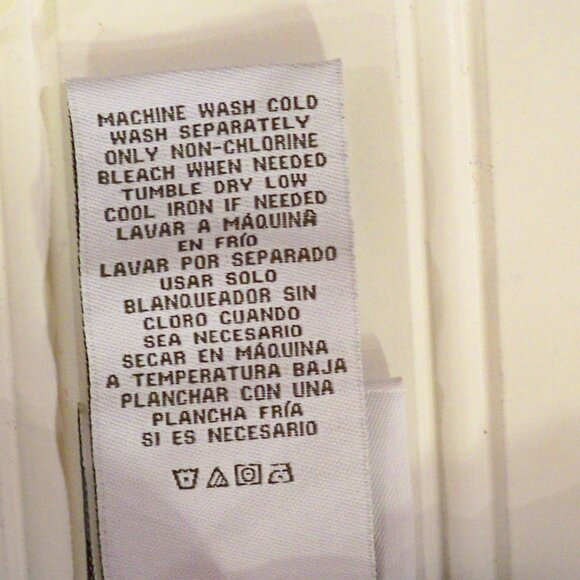 MACHINE WASH COLD
WASH SEPARATELY
ONLY NON-CHLORINE
BLEACH WHEN NEEDED
TUMBLE DRY LOW
COOL IRON IF NEEDED
LAVAR A MÁQUINA
EN FRÍO
LAVAR POR SEPARADO
USAR SOLO
BLANQUEADOR SIN
CLORO CUANDO
SEA NECESARIO
SECAR EN MÁQUINA
A TEMPERATURA BAJA
PLANCHAR CON UNA
PLANCHA FRÍA
SI ES NECESARIO